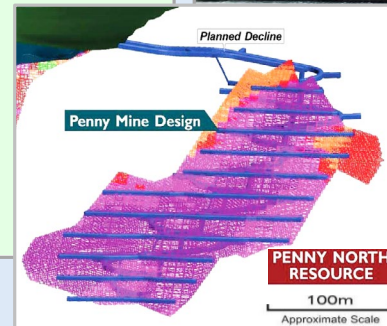 Planned Decline
Penny Mine Design
PENNY NORTH
RESOURCE
100m
Approximate Scale